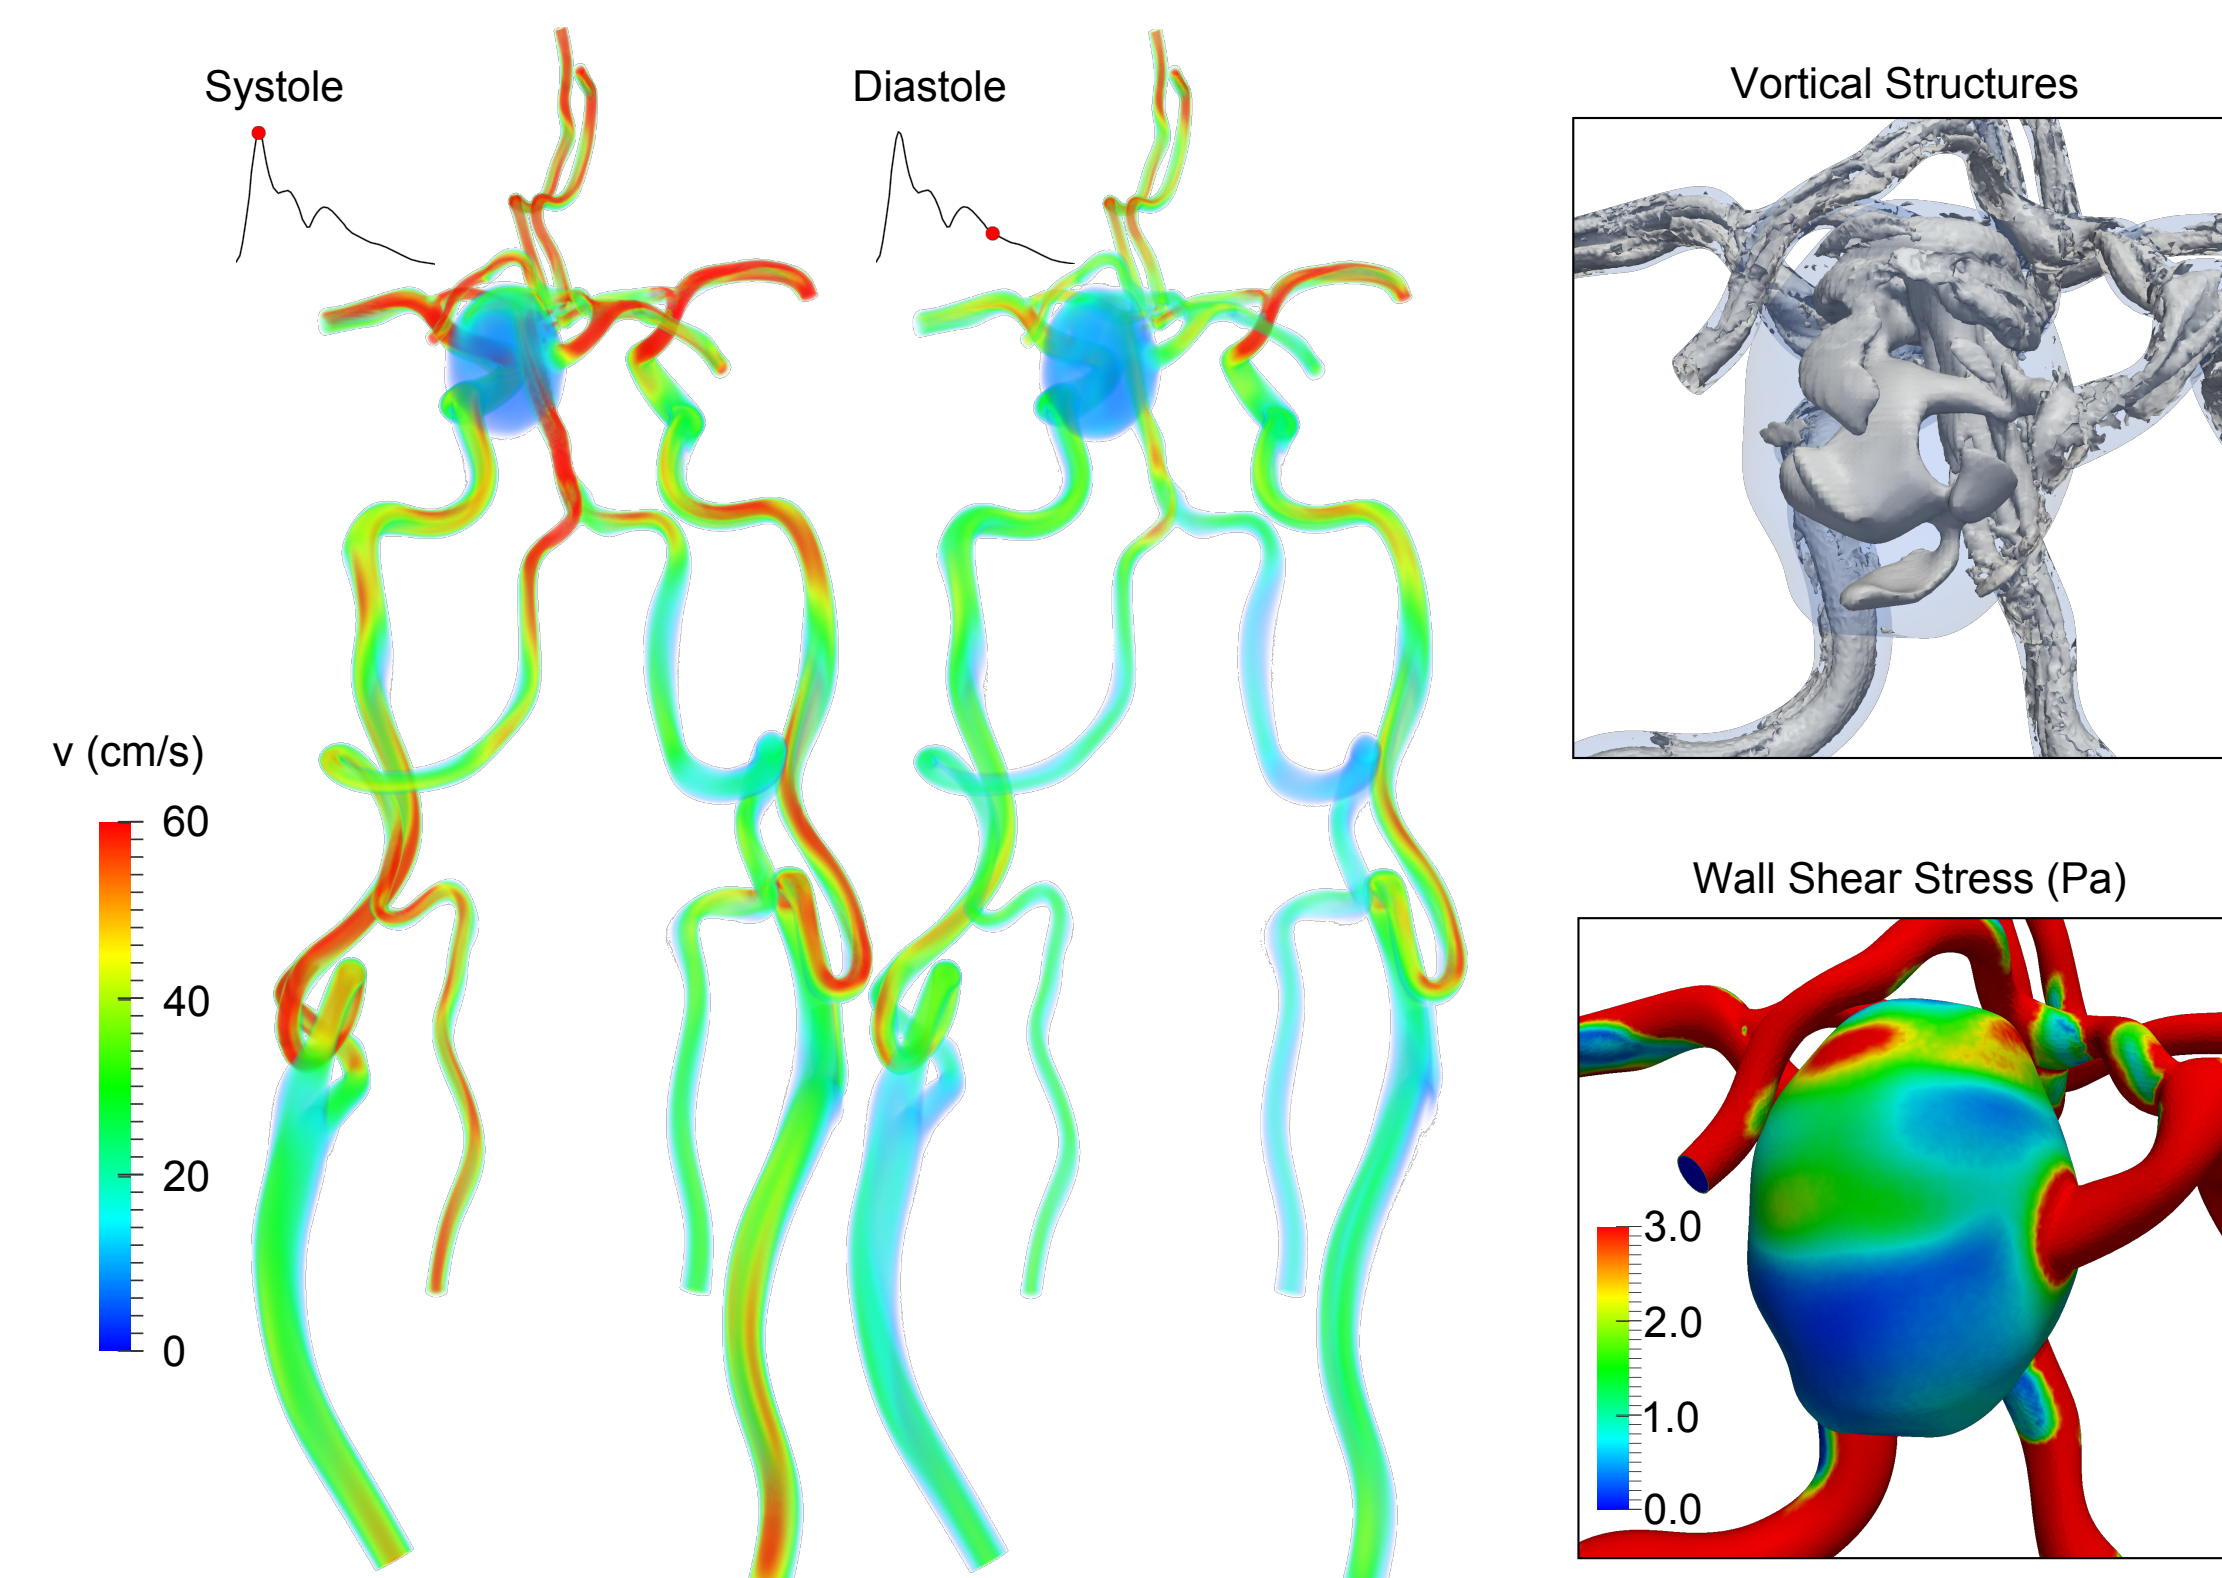 Systole
Diastole
Vortical Structures
v (cm/s)
60
40
20
0
Wall Shear Stress (Pa)
3.0
2.0
1.0
0.0